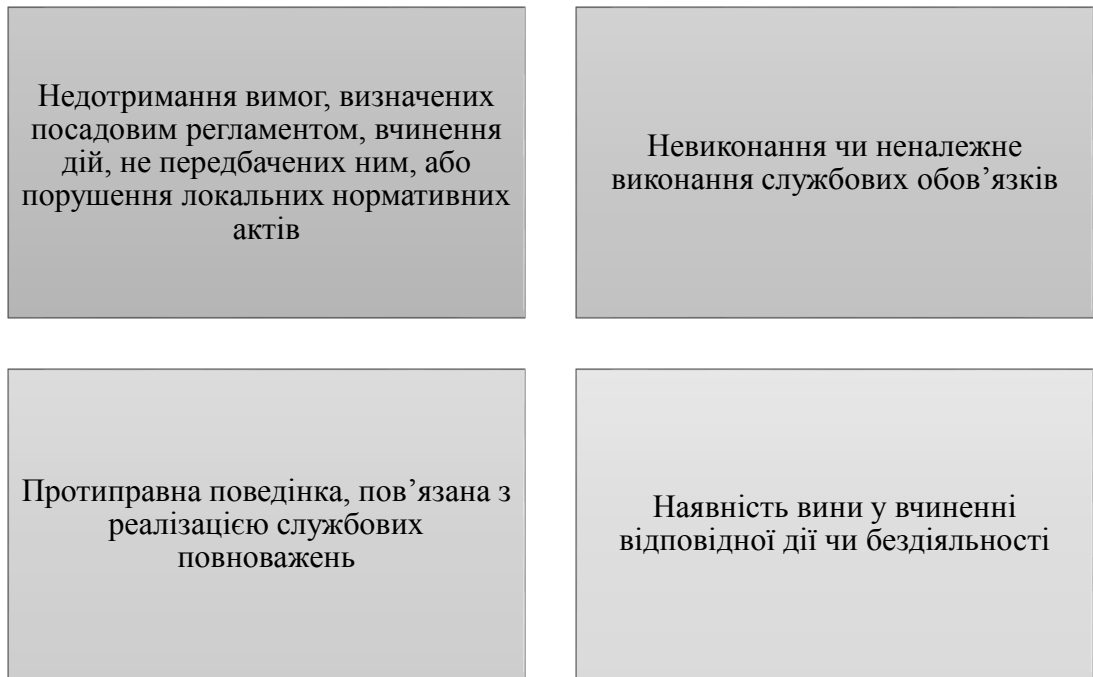 Недотримання вимог, визначених
посадовим регламентом, вчинення
дій, не передбачених ним, або
порушення локальних нормативних
актів
Невиконання чи неналежне
виконання службових обов’язків
Протиправна поведінка, пов’язана з
реалізацією службових
повноважень
Наявність вини у вчиненні
відповідної дії чи бездіяльності